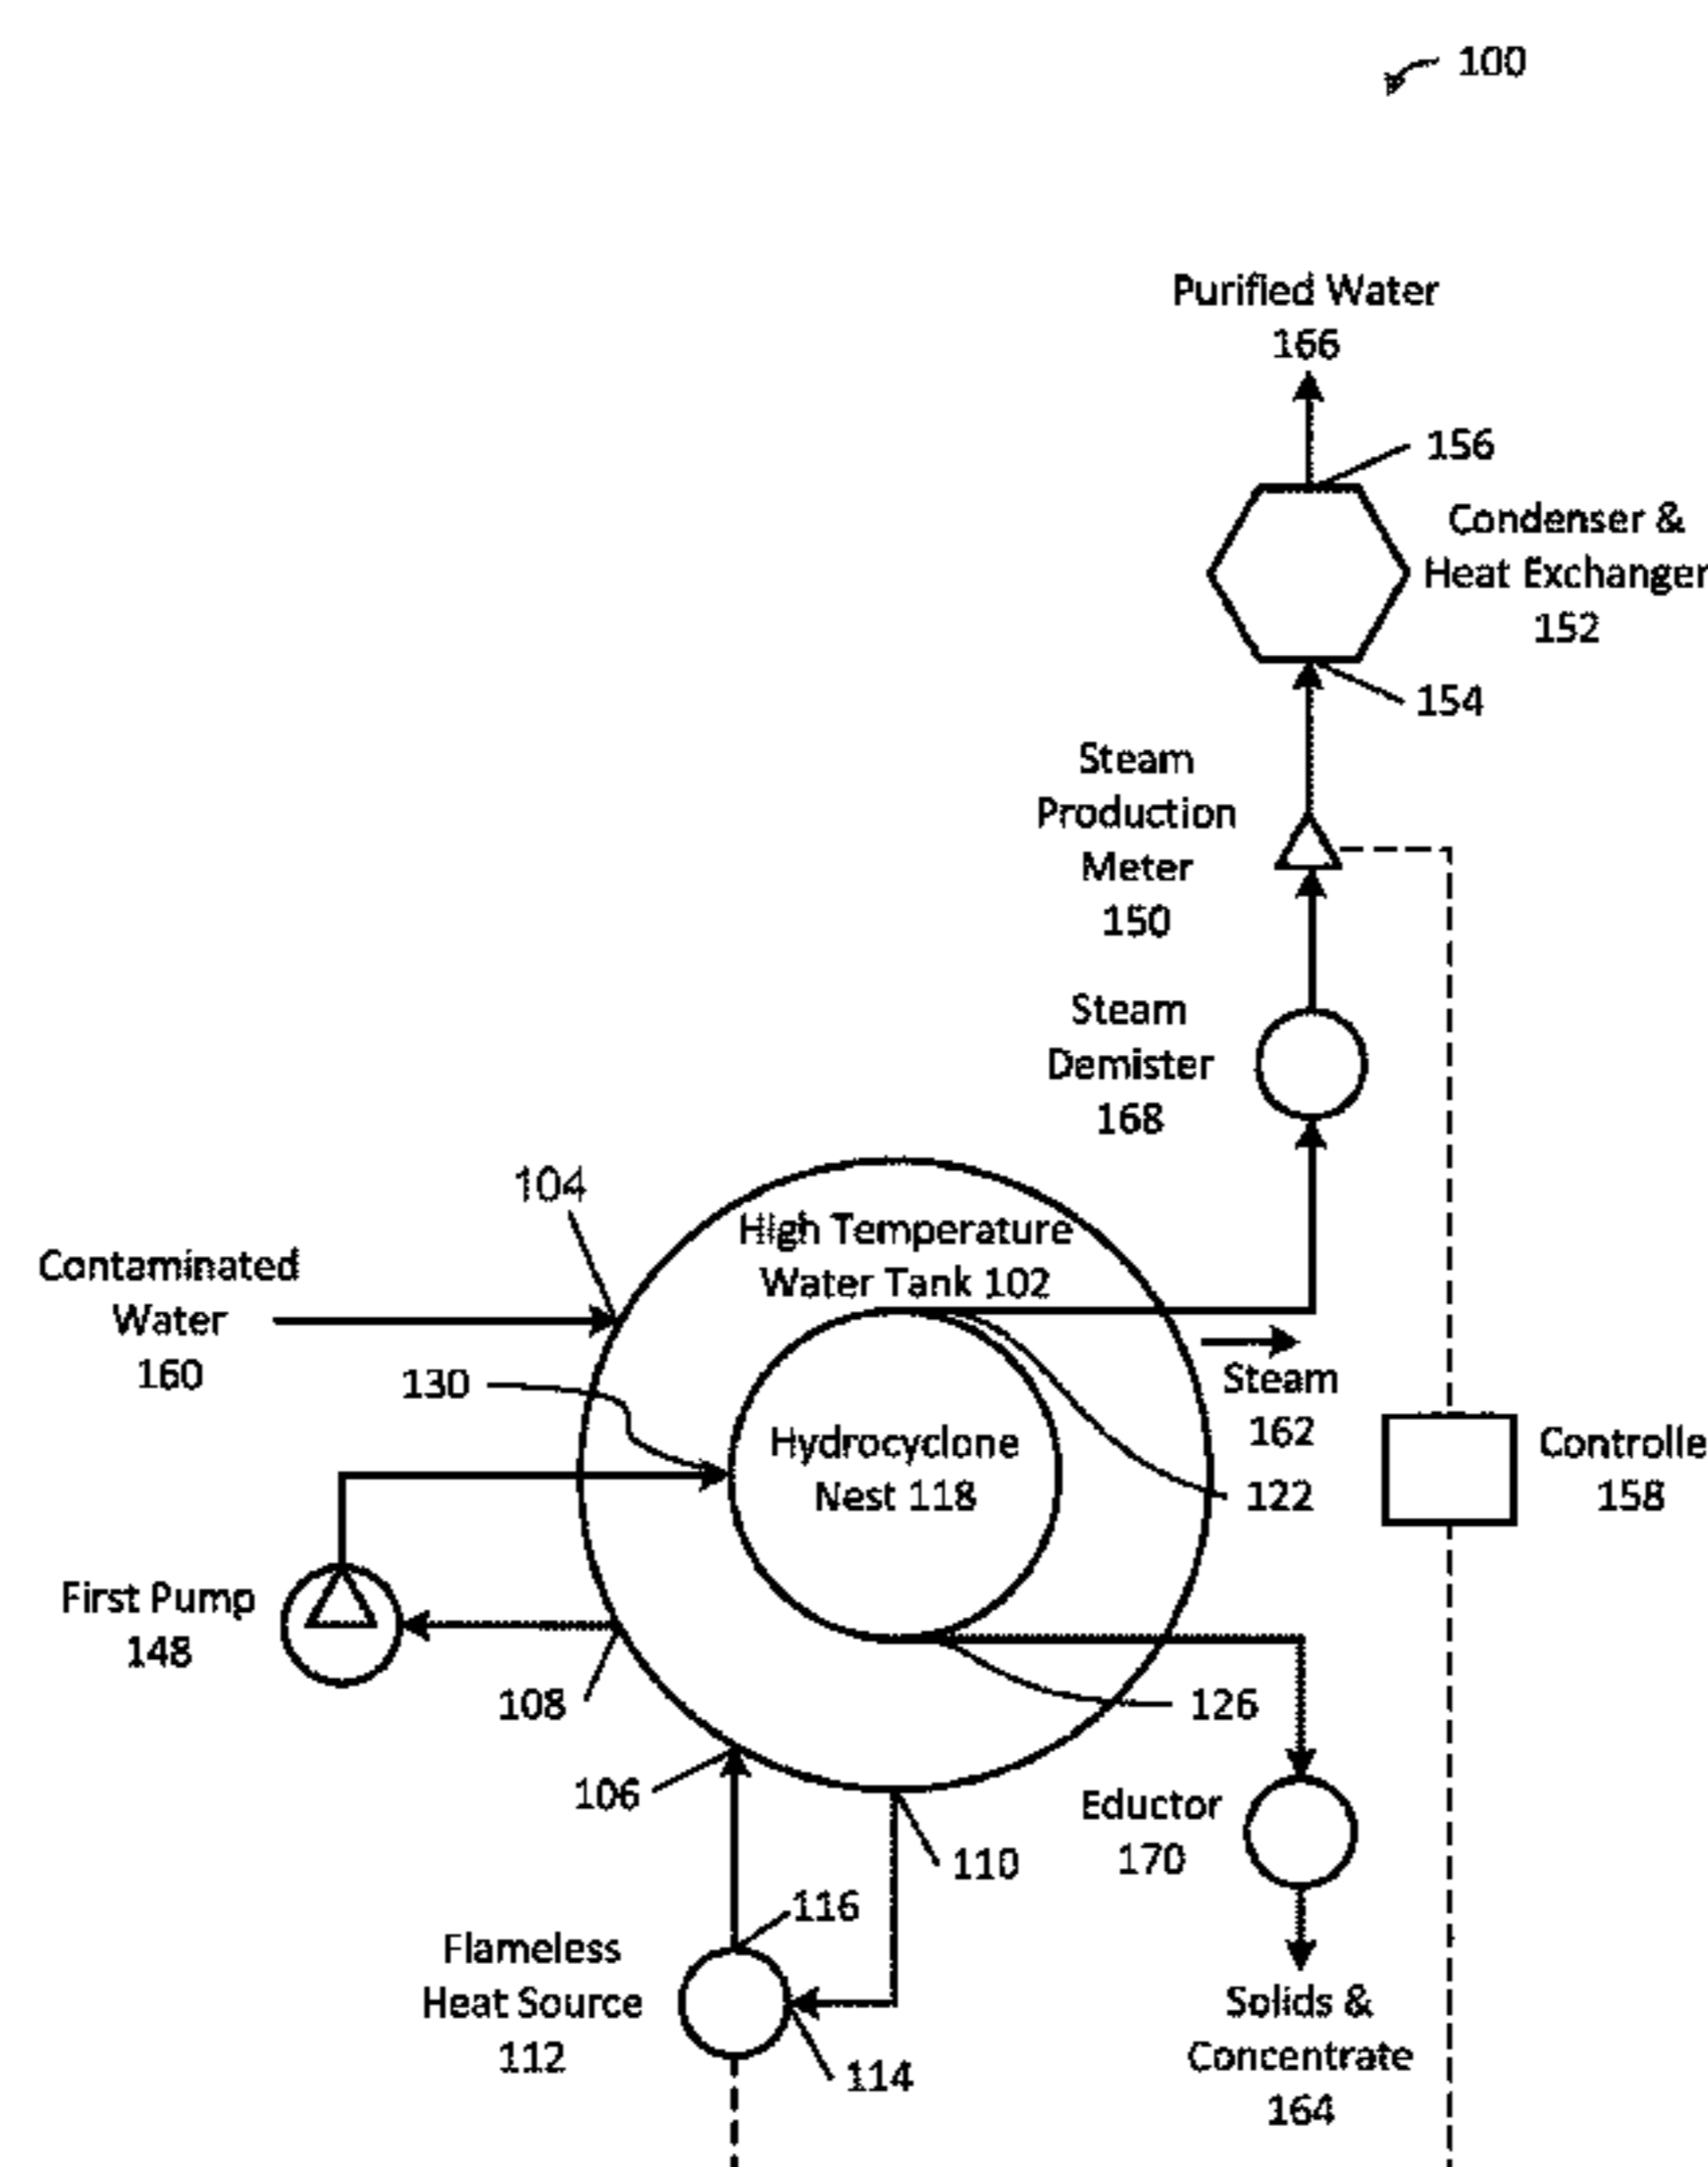 100
Purified Water
166
156
Condenser &
Heat Exchanger
152
154
Steam
Production
Meter
150
Steam
Demister
168
104
High Temperature
Water Tank 102
Contaminated
Water
160
130
Steam
162
Hydrocyclone
Nest 118
122
Controlle
158
First Pump
148
108
126
106
Eductor
170
110
116
Flameless
Heat Source
112
114
Solids &
Concentrate
164